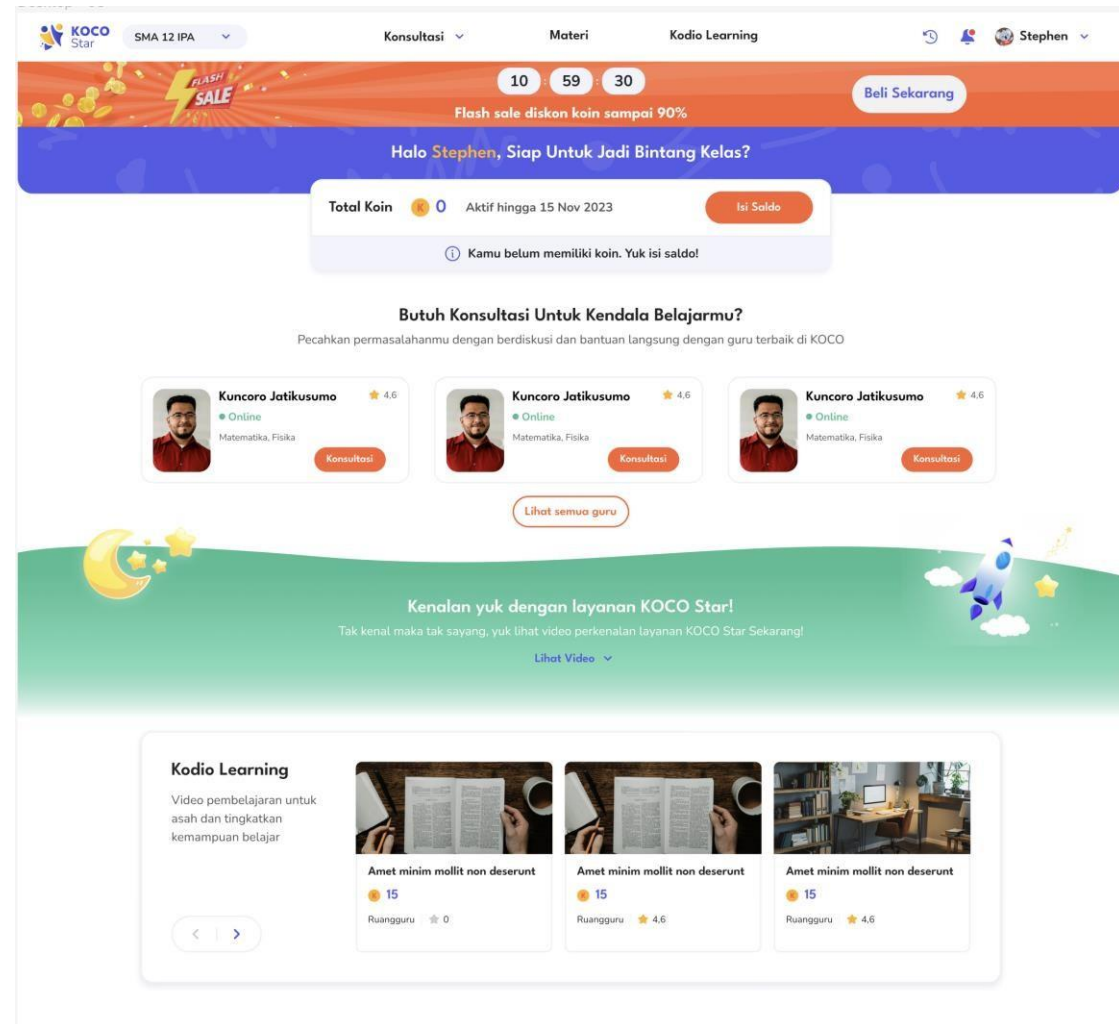 KOCO
Star
SMA 12 IPA
Konsultasi
Materi
Kodio Learning
Stephen
FLASH
SALE
10 : 59 : 30
Flash sale diskon koin sampai 90%
Beli Sekarang
Halo Stephen, Siap Untuk Jadi Bintang Kelas?
Total Koin K 0 Aktif hingga 15 Nov 2023
Isi Saldo
Kamu belum memiliki koin. Yuk isi saldo!
Butuh Konsultasi Untuk Kendala Belajarmu?
Pecahkan permasalahanmu dengan berdiskusi dan bantuan langsung dengan guru terbaik di KOCO
Kuncoro Jatikusumo 4,6
Online
Matematika, Fisika
Konsultasi
Kuncoro Jatikusumo 4,6
Online
Matematika, Fisika
Konsultasi
Kuncoro Jatikusumo 4,6
Online
Matematika, Fisika
Konsultasi
Lihat semua guru
Kenalan yuk dengan layanan KOCO Star!
Tak kenal maka tak sayang, yuk lihat video perkenalan layanan KOCO Star Sekarang!
Lihat Video
Kodio Learning
Video pembelajaran untuk
asah dan tingkatkan
kemampuan belajar
Amet minim mollit non deserunt
K 15
Ruangguru 0
Amet minim mollit non deserunt
K 15
Ruangguru 4,6
Amet minim mollit non deserunt
K 15
Ruangguru 4,6